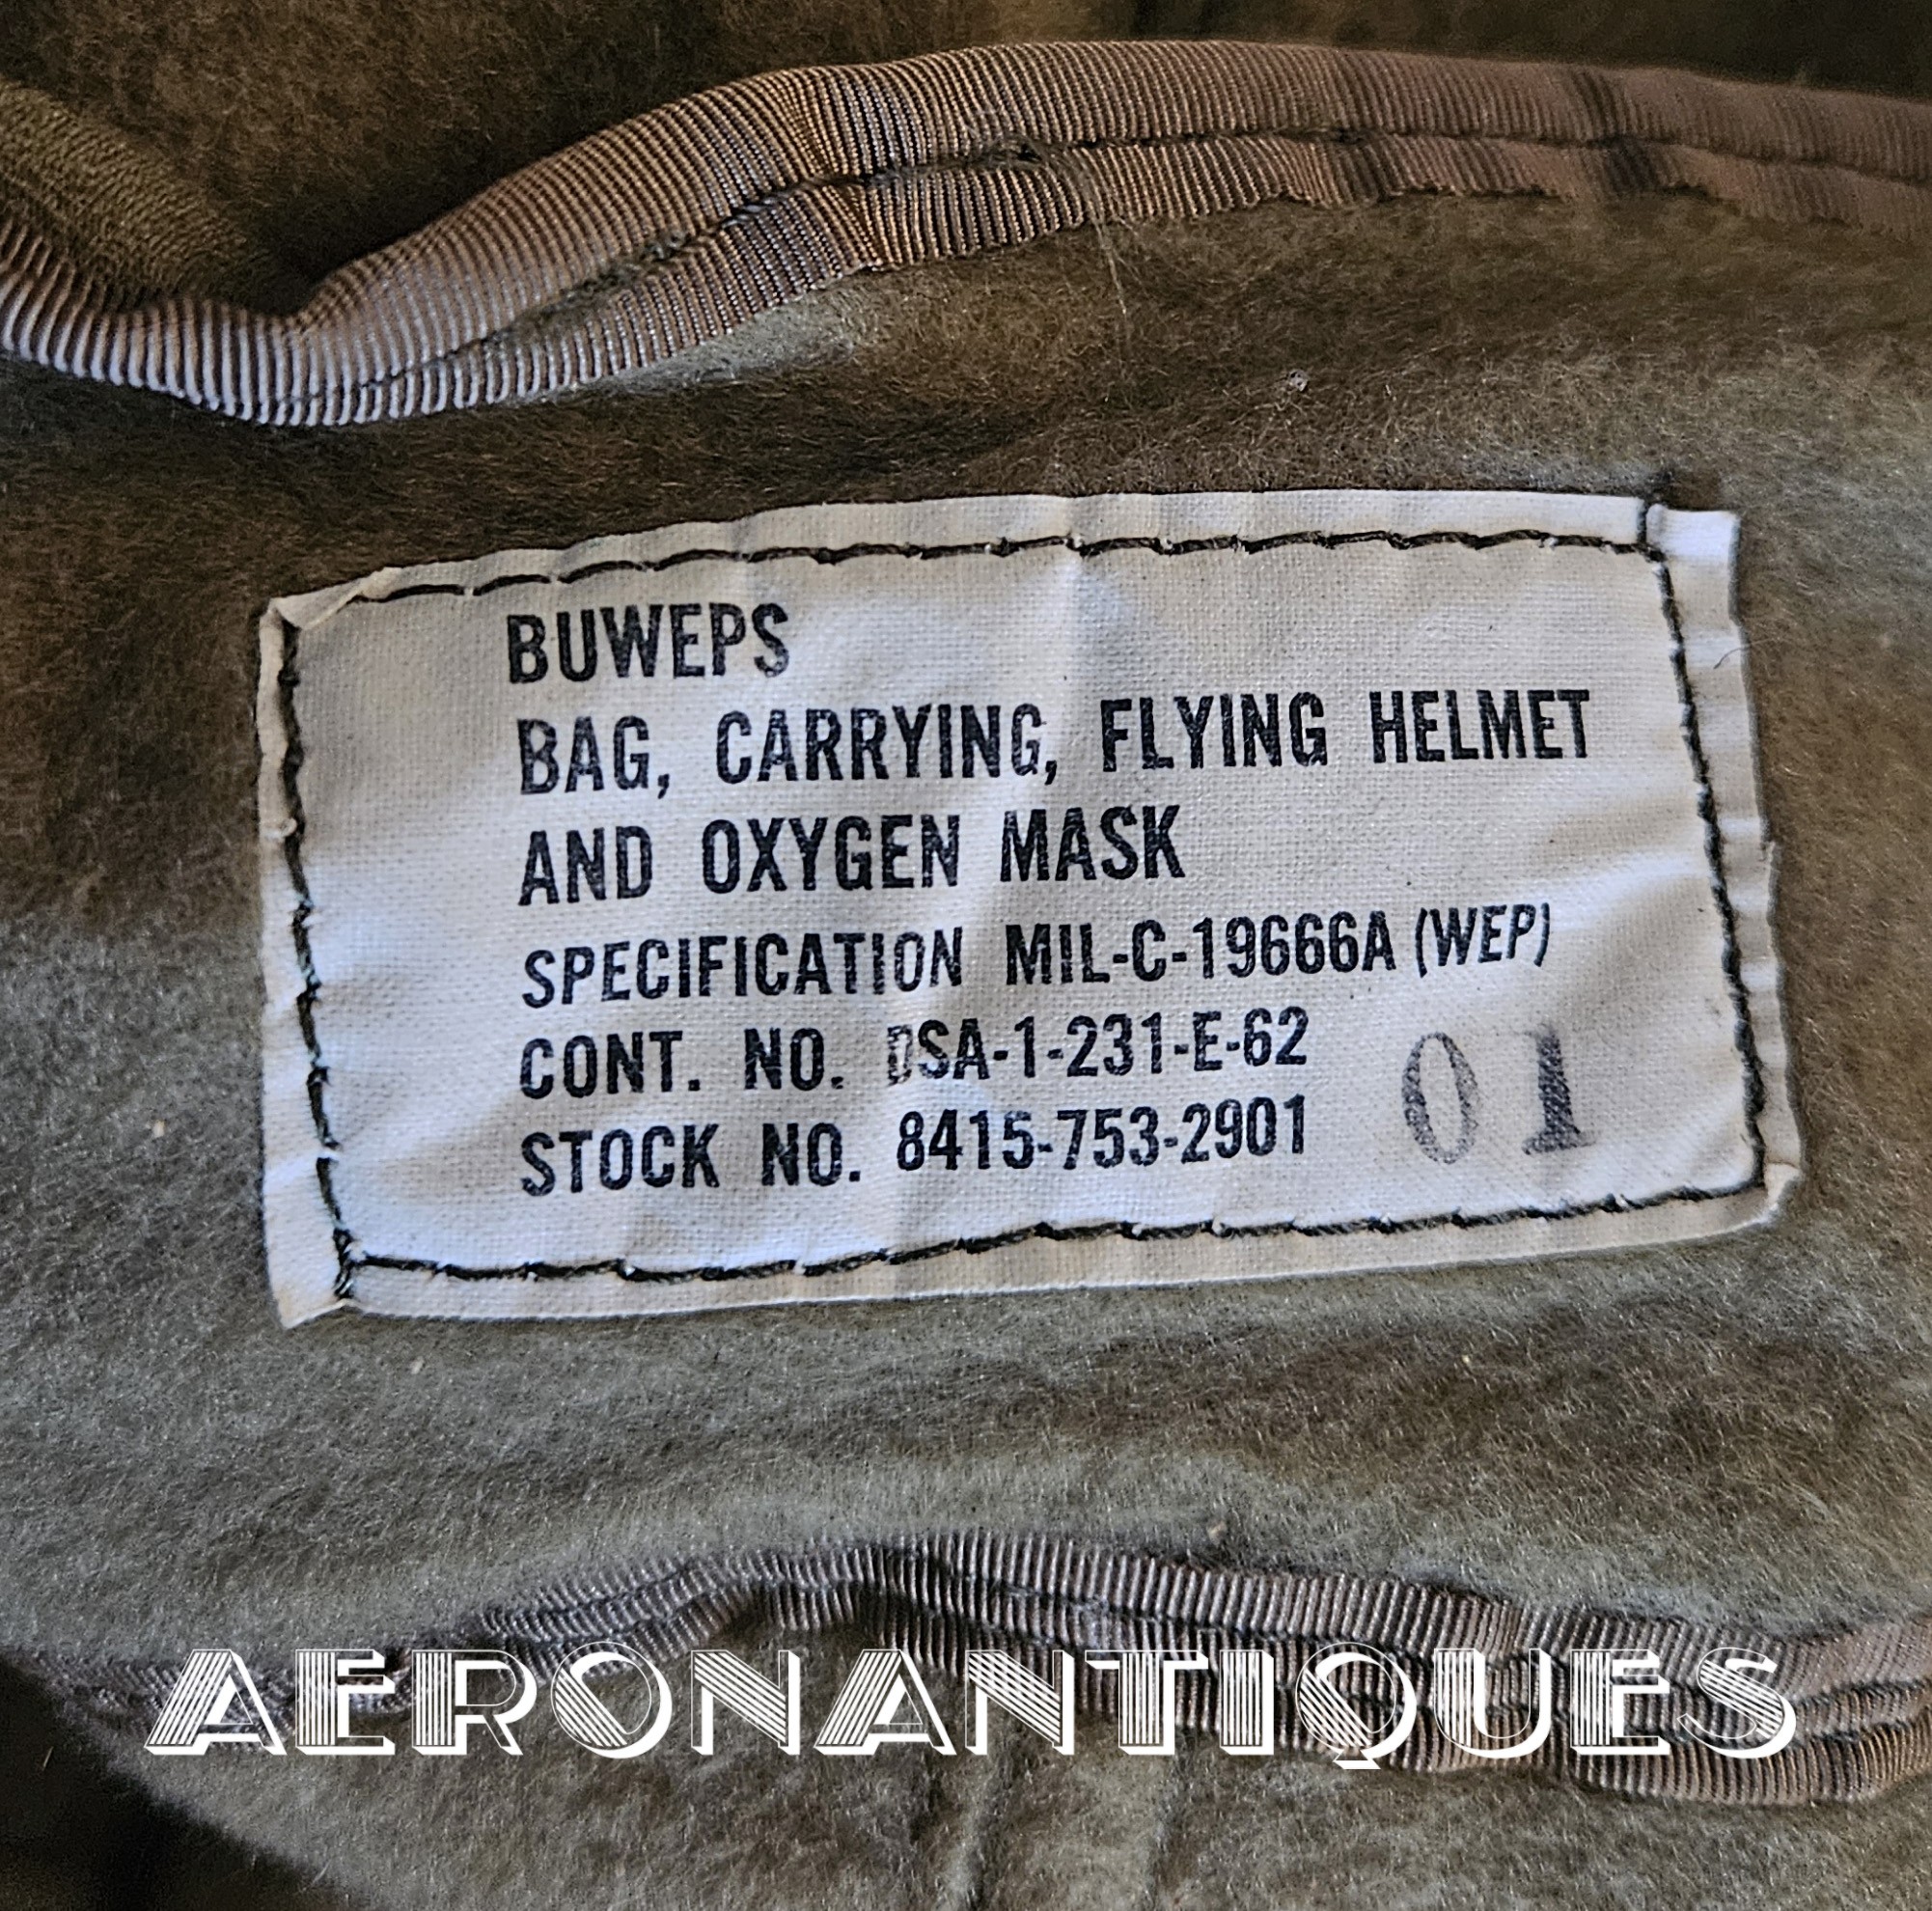 BUWEPS
BAG, CARRYING, FLYING HELMET
AND OXYGEN MASK
SPECIFICATION MIL-C-19666A (WEP)
CONT. NO. DSA-1-231-E-62
STOCK NO. 8415-753-2901
01
AERONANTIQUES